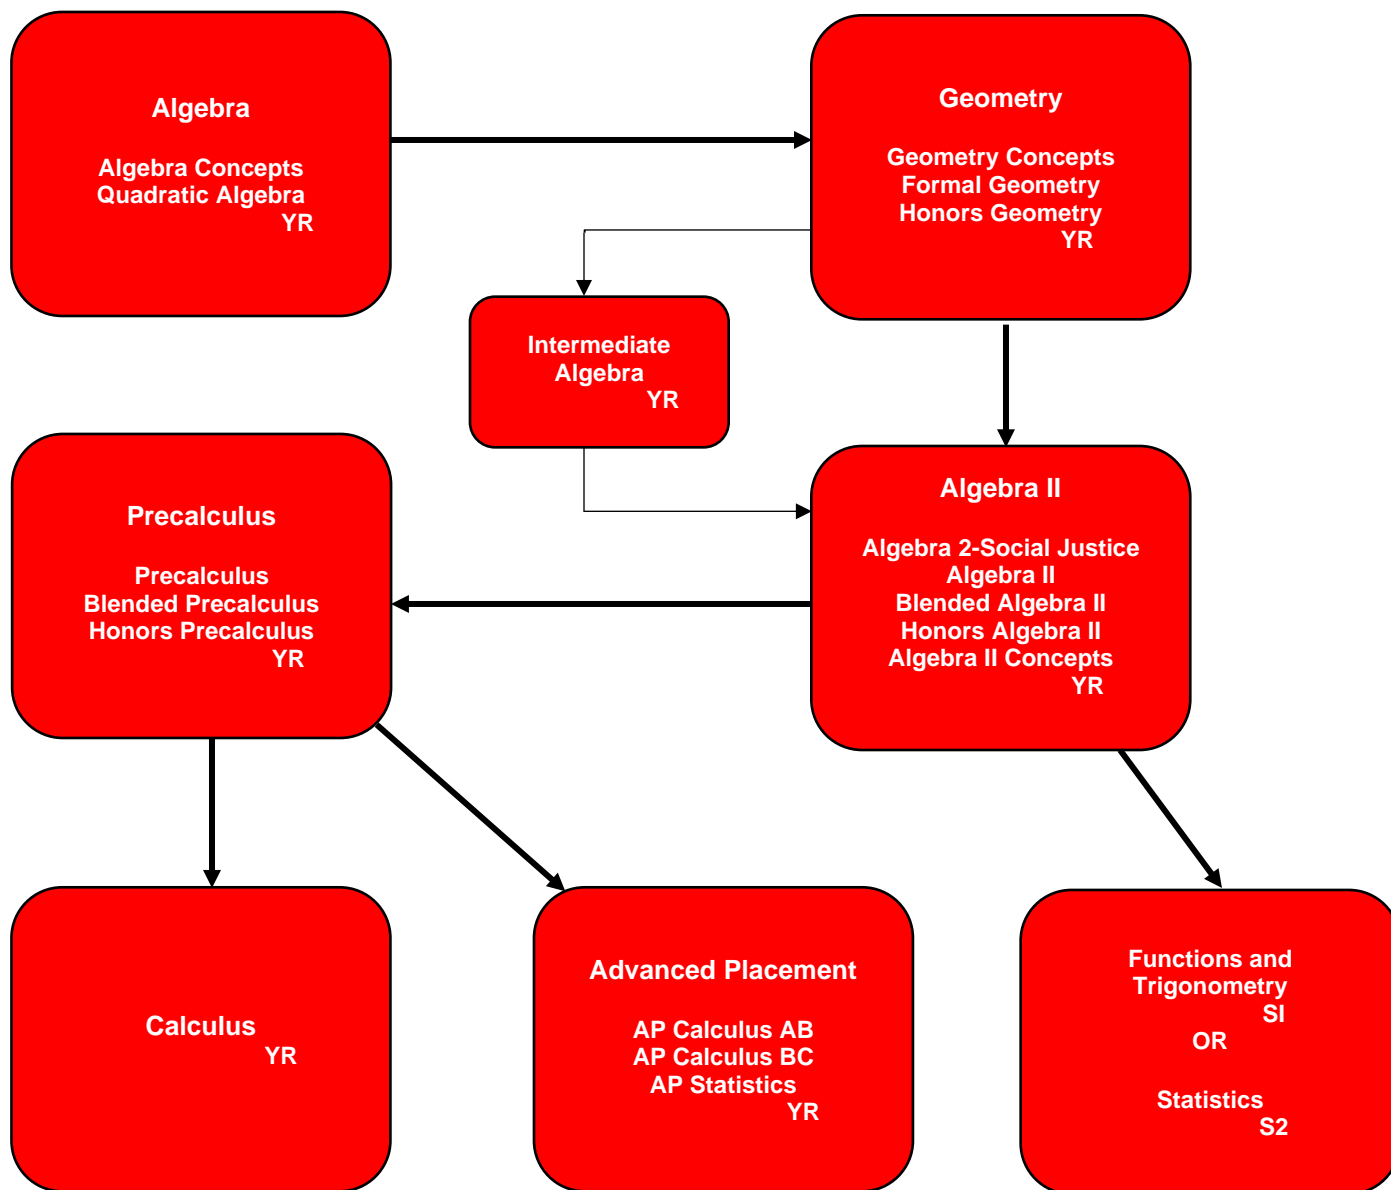 Algebra
Algebra Concepts
Quadratic Algebra
YR
Geometry
Geometry Concepts
Formal Geometry
Honors Geometry
YR
Intermediate
Algebra
YR
Algebra II
Algebra 2-Social Justice
Algebra II
Blended Algebra II
Honors Algebra II
Algebra II Concepts
YR
Precalculus
Precalculus
Blended Precalculus
Honors Precalculus
YR
Calculus
YR
Advanced Placement
AP Calculus AB
AP Calculus BC
AP Statistics
YR
Functions and
Trigonometry
SI
OR
Statistics
S2